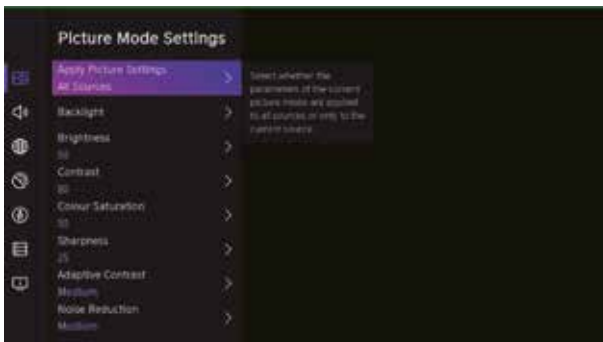 Picture Mode Settings
Apply Picture Settings
All Sources
Select whether the
parameters of the current
picture mode are applied
to all sources or only to the
current source.
Backlight
Brightness
50
Contrast
80
Colour Saturation
50
Sharpness
25
Adaptive Contrast
Medium
Noise Reduction
Medium